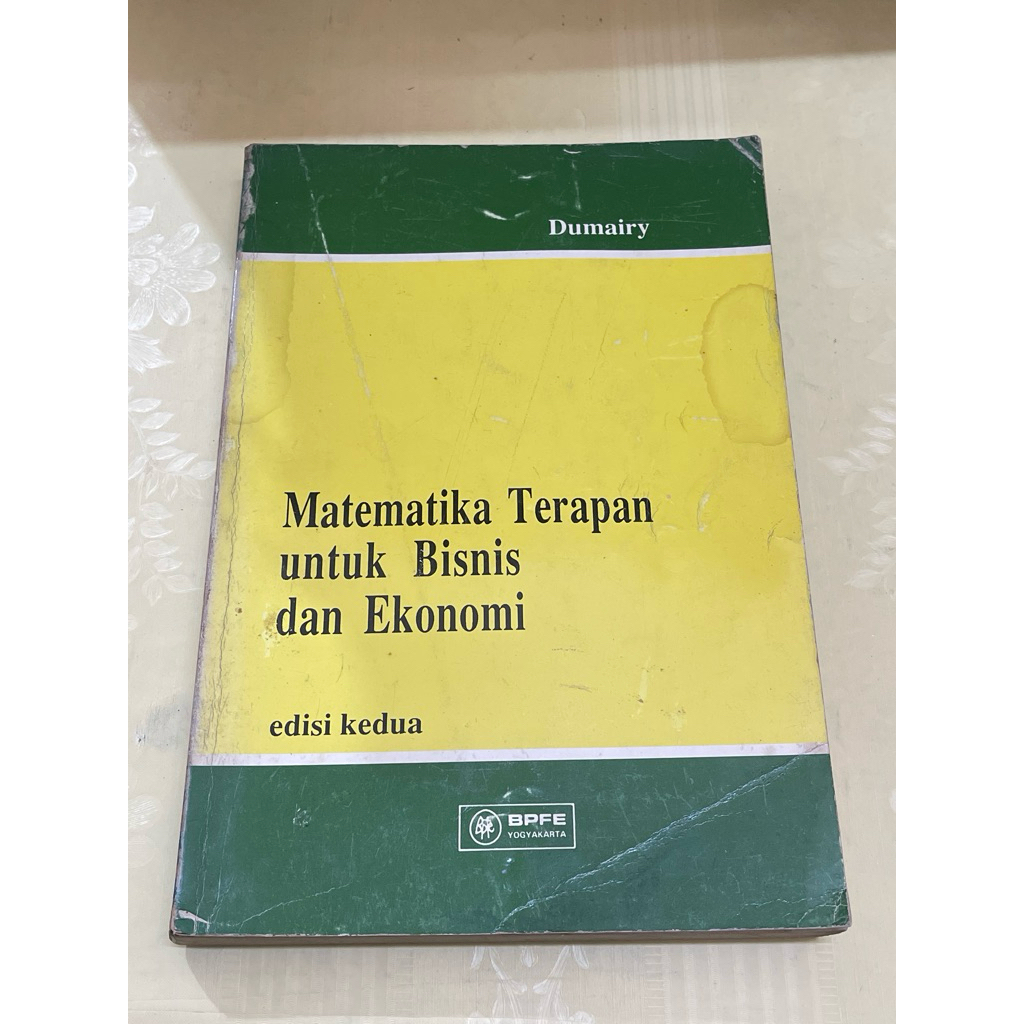 Dumairy
Matematika Terapan
untuk Bisnis
dan Ekonomi
edisi kedua
BPFE
YOGYAKARTA